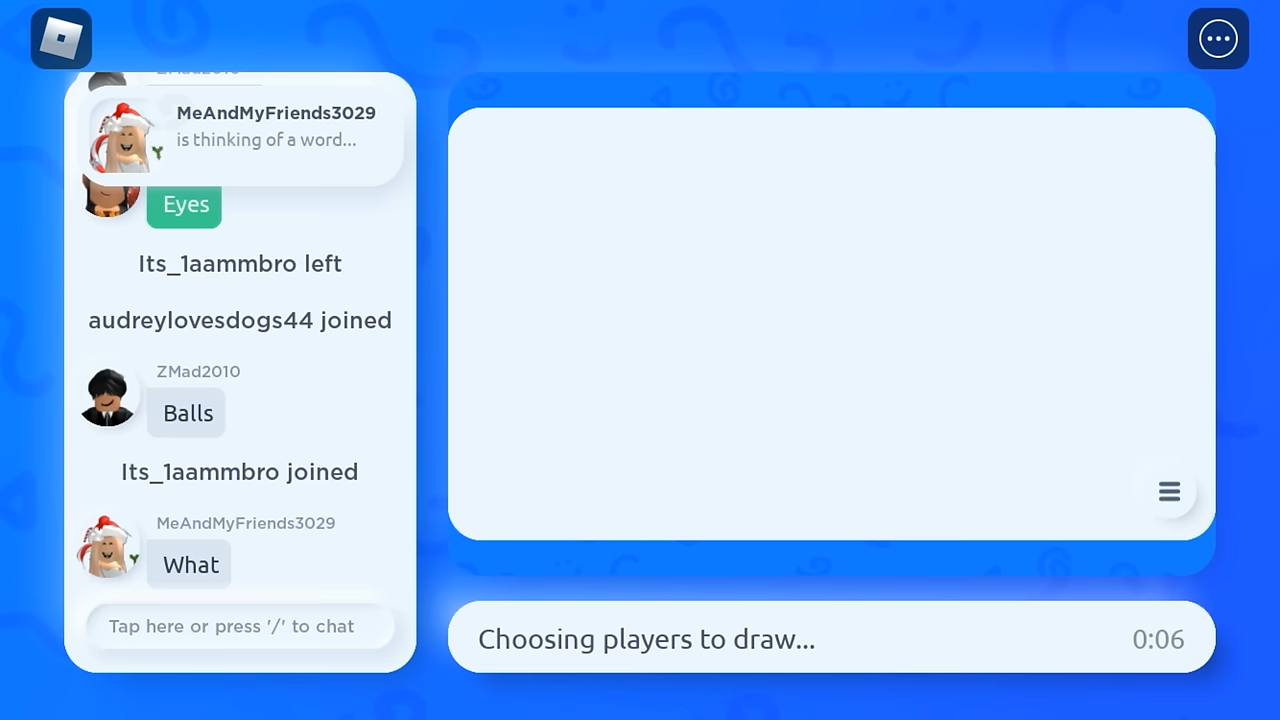 MeAndMyFriends3029
is thinking of a word...
Eyes
Its_1aammbro left
audreylovesdogs44 joined
ZMad2010
Balls
Its_1aammbro joined
MeAndMyFriends3029
What
Tap here or press '/' to chat
Choosing players to draw...
0:06